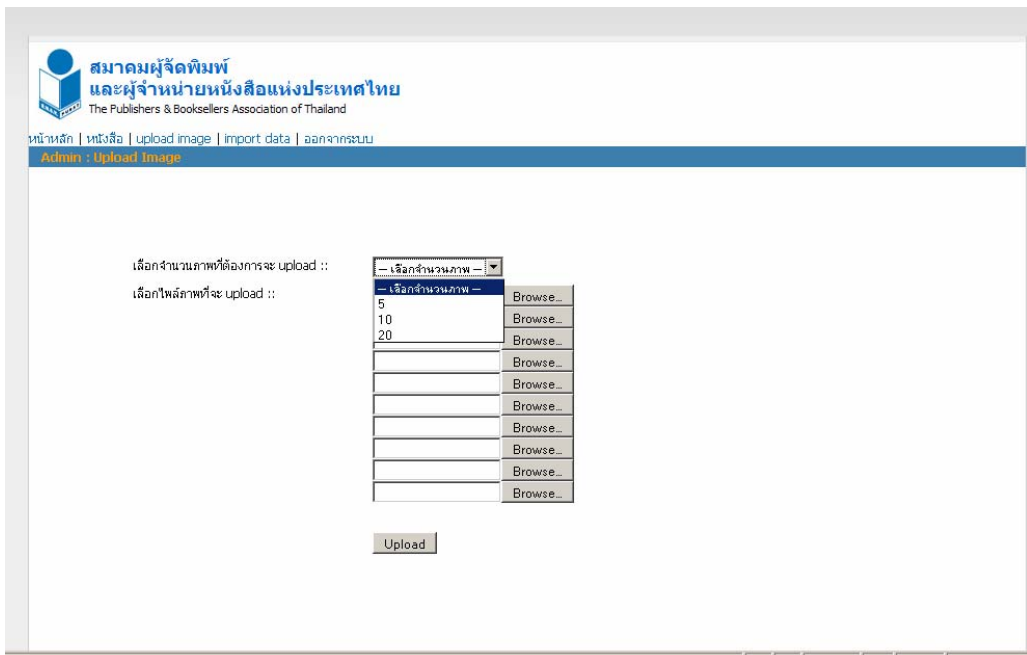 สมาคมผู้จัดพิมพ์
และผู้จำหน่ายหนังสือแห่งประเทศไทย
The Publishers & Booksellers Association of Thailand
หน้าหลัก | หนังสือ | upload image | import data | ออกจากระบบ
Admin : Upload Image
เลือกจำนวนภาพที่ต้องการจะ upload ::
-- เลือกจำนวนภาพ --
-- เลือกจำนวนภาพ --
5
10
20
เลือกไฟล์ภาพที่จะ upload ::
Browse...
Browse...
Browse...
Browse...
Browse...
Browse...
Browse...
Browse...
Browse...
Browse...
Upload